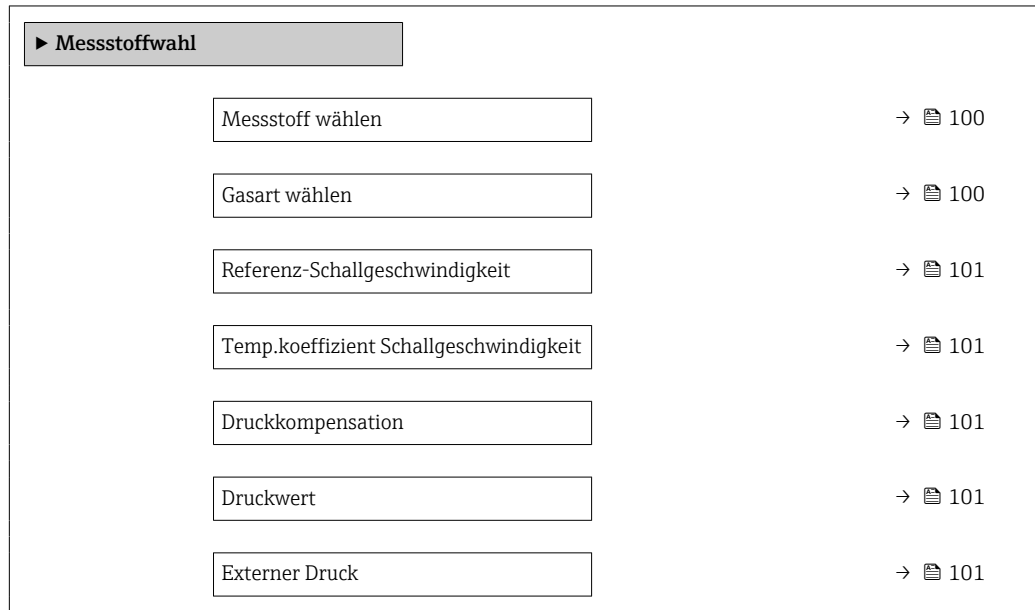 ▶ Messstoffwahl
Messstoff wählen → 100
Gasart wählen → 100
Referenz-Schallgeschwindigkeit → 101
Temp.koeffizient Schallgeschwindigkeit → 101
Druckkompensation → 101
Druckwert → 101
Externer Druck → 101